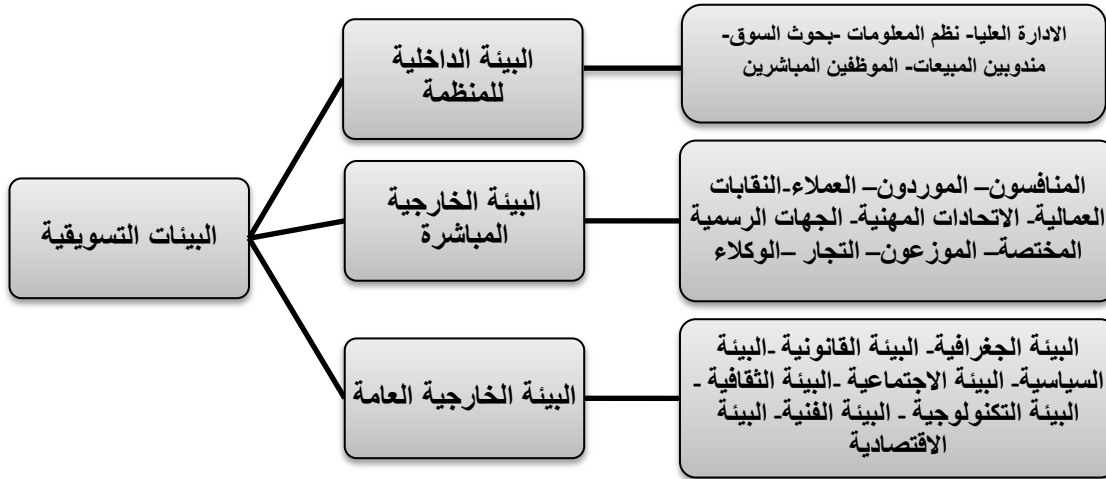 البيئات التسويقية
البيئة الداخلية
للمنظمة
الادارة العليا- نظم المعلومات -بحوث السوق-
مندوبين المبيعات- الموظفين المباشرين
البيئة الخارجية
المباشرة
المنافسون– الموردون– العملاء-النقابات
العمالية- الاتحادات المهنية- الجهات الرسمية
المختصة– الموزعون– التجار –الوكلاء
البيئة الخارجية العامة
البيئة الجغرافية- البيئة القانونية -البيئة
السياسية- البيئة الاجتماعية -البيئة الثقافية -
البيئة التكنولوجية - البيئة الفنية- البيئة
الاقتصادية